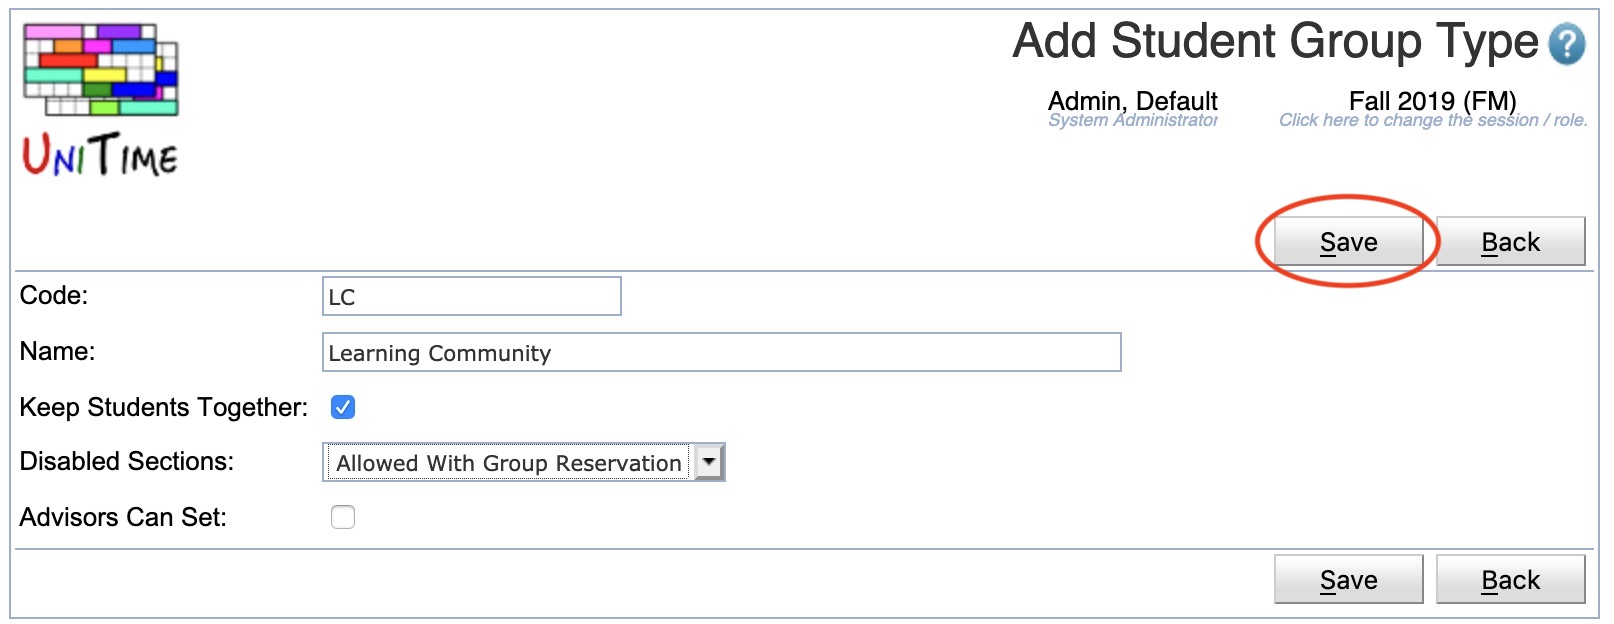 Add Student Group Type ?
Admin, Default Fall 2019 (FM)
System Administrator Click here to change the session / role.
UNITIME
Save Back
Code: LC
Name: Learning Community
Keep Students Together:
Disabled Sections: Allowed With Group Reservation
Advisors Can Set:
Save Back